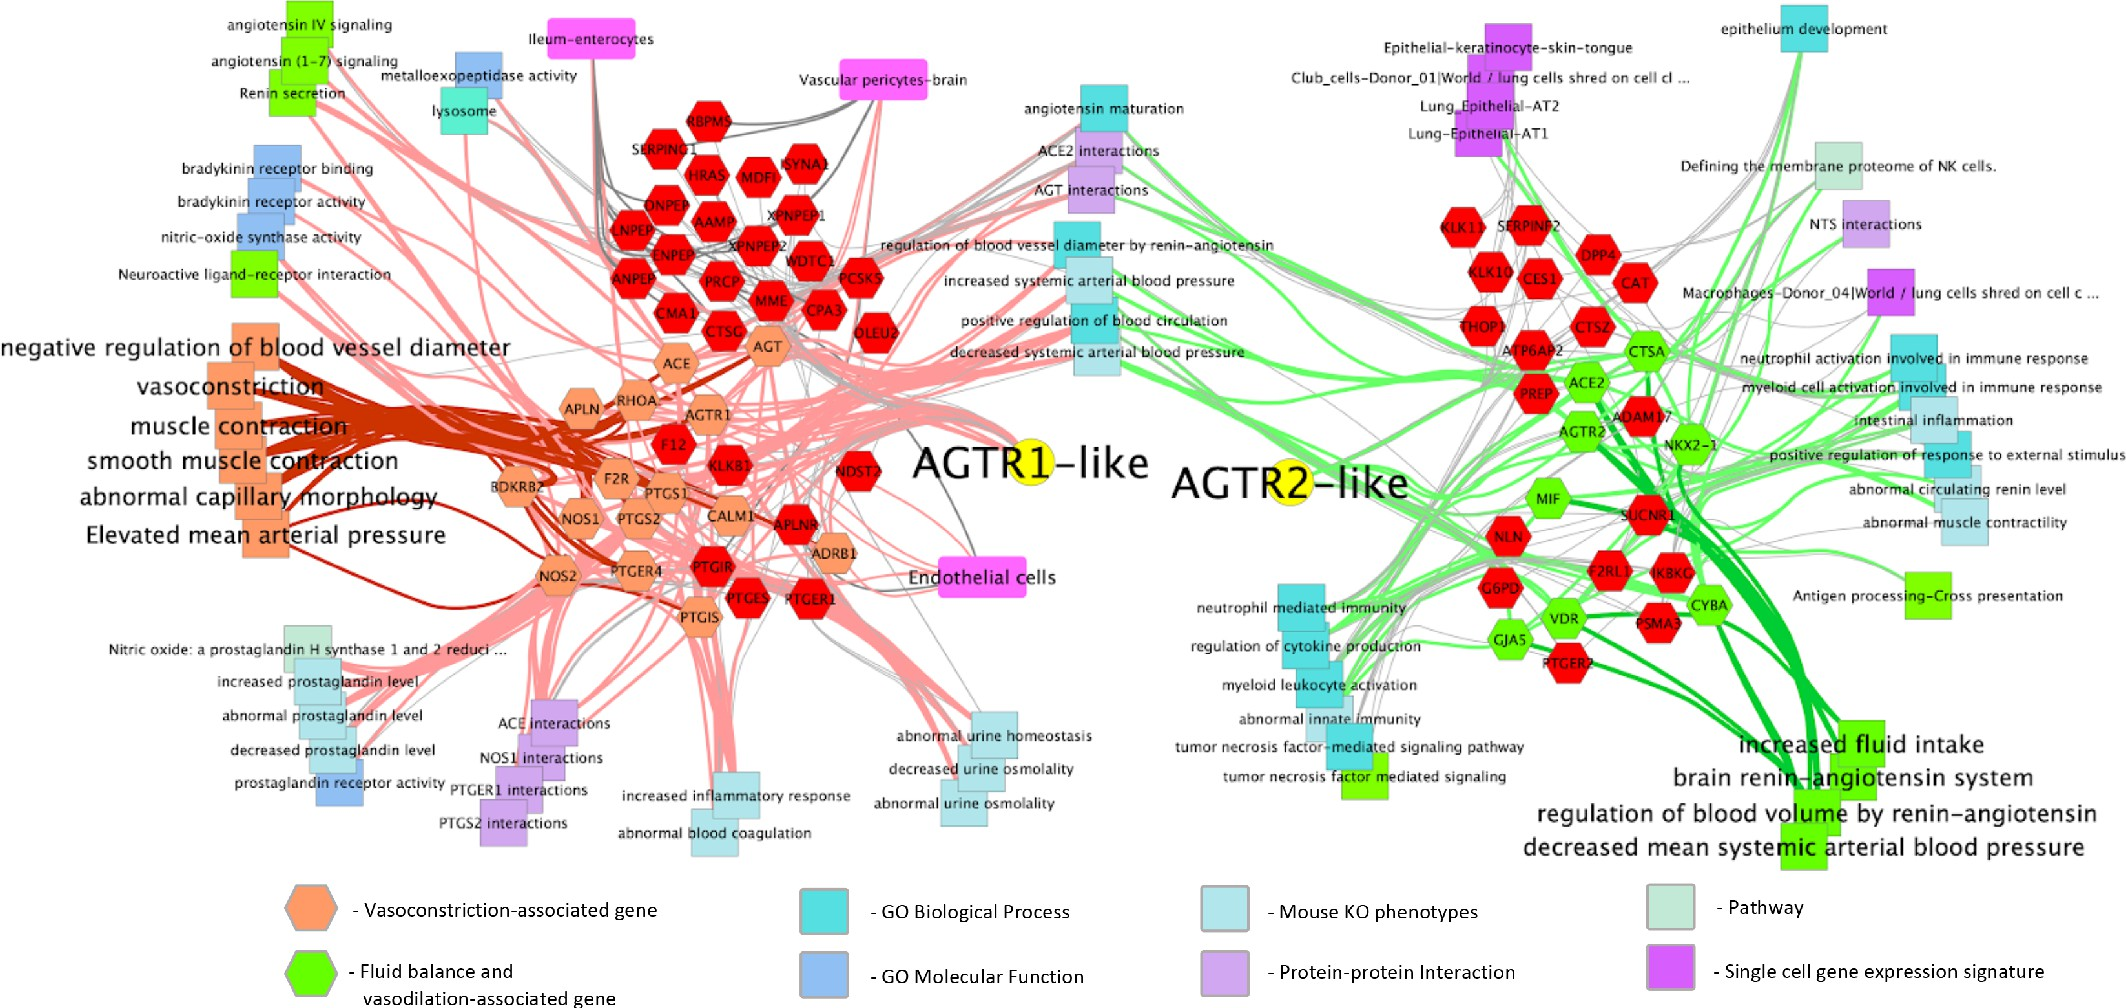 angiotensin IV signaling
angiotensin (1-7) signaling
Renin secretion
metalloexopeptidase activity
lysosome
Ileum-enterocytes
Vascular pericytes-brain
bradykinin receptor binding
bradykinin receptor activity
nitric-oxide synthase activity
Neuroactive ligand-receptor interaction
negative regulation of blood vessel diameter
vasoconstriction
muscle contraction
smooth muscle contraction
abnormal capillary morphology
Elevated mean arterial pressure
RBPMS
SERPING1
HRAS
MDFI
ISYNA1
DNPEP
AAMP
XPNPEP1
LNPEP
XPNPEP2
ENPEP
WDTC1
ANPEP
PRCP
PCSK5
MME
CMA1
CPA3
CTSG
DLEU2
AGT
ACE
APLN
RHOA
AGTR1
F12
KLKB1
NDST2
BDKRB2
F2R
PTGS1
NOS1
PTGS2
CALM1
APLNR
ADRB1
NOS2
PTGER4
PTGIR
PTGES
PTGER1
PTGIS
AGTR1-like
Endothelial cells
angiotensin maturation
ACE2 interactions
AGT interactions
regulation of blood vessel diameter by renin-angiotensin
increased systemic arterial blood pressure
positive regulation of blood circulation
decreased systemic arterial blood pressure
Nitric oxide: a prostaglandin H synthase 1 and 2 reduci ...
increased prostaglandin level
abnormal prostaglandin level
decreased prostaglandin level
prostaglandin receptor activity
ACE interactions
NOS1 interactions
PTGER1 interactions
PTGS2 interactions
increased inflammatory response
abnormal blood coagulation
abnormal urine homeostasis
decreased urine osmolality
abnormal urine osmolality
AGTR2-like
Epithelial-keratinocyte-skin-tongue
Club_cells-Donor_01|World / lung cells shred on cell cl ...
Lung_Epithelial-AT2
Lung-Epithelial-AT1
epithelium development
Defining the membrane proteome of NK cells.
NTS interactions
Macrophages-Donor_04|World / lung cells shred on cell c ...
neutrophil activation involved in immune response
myeloid cell activation involved in immune response
intestinal inflammation
positive regulation of response to external stimulus
abnormal circulating renin level
abnormal muscle contractility
Antigen processing-Cross presentation
KLK11
SERPINF2
DPP4
KLK10
CES1
CAT
THOP1
CTSZ
ATP6AP2
CTSA
ACE2
PREP
ADAM17
AGTR2
NKX2-1
MIF
SUCNR1
NLN
F2RL1
IKBKG
G6PD
CYBA
VDR
PSMA3
GJA5
PTGER2
neutrophil mediated immunity
regulation of cytokine production
myeloid leukocyte activation
abnormal innate immunity
tumor necrosis factor-mediated signaling pathway
tumor necrosis factor mediated signaling
increased fluid intake
brain renin-angiotensin system
regulation of blood volume by renin-angiotensin
decreased mean systemic arterial blood pressure
- Vasoconstriction-associated gene
- Fluid balance and
vasodilation-associated gene
- GO Biological Process
- GO Molecular Function
- Mouse KO phenotypes
- Protein-protein Interaction
- Pathway
- Single cell gene expression signature